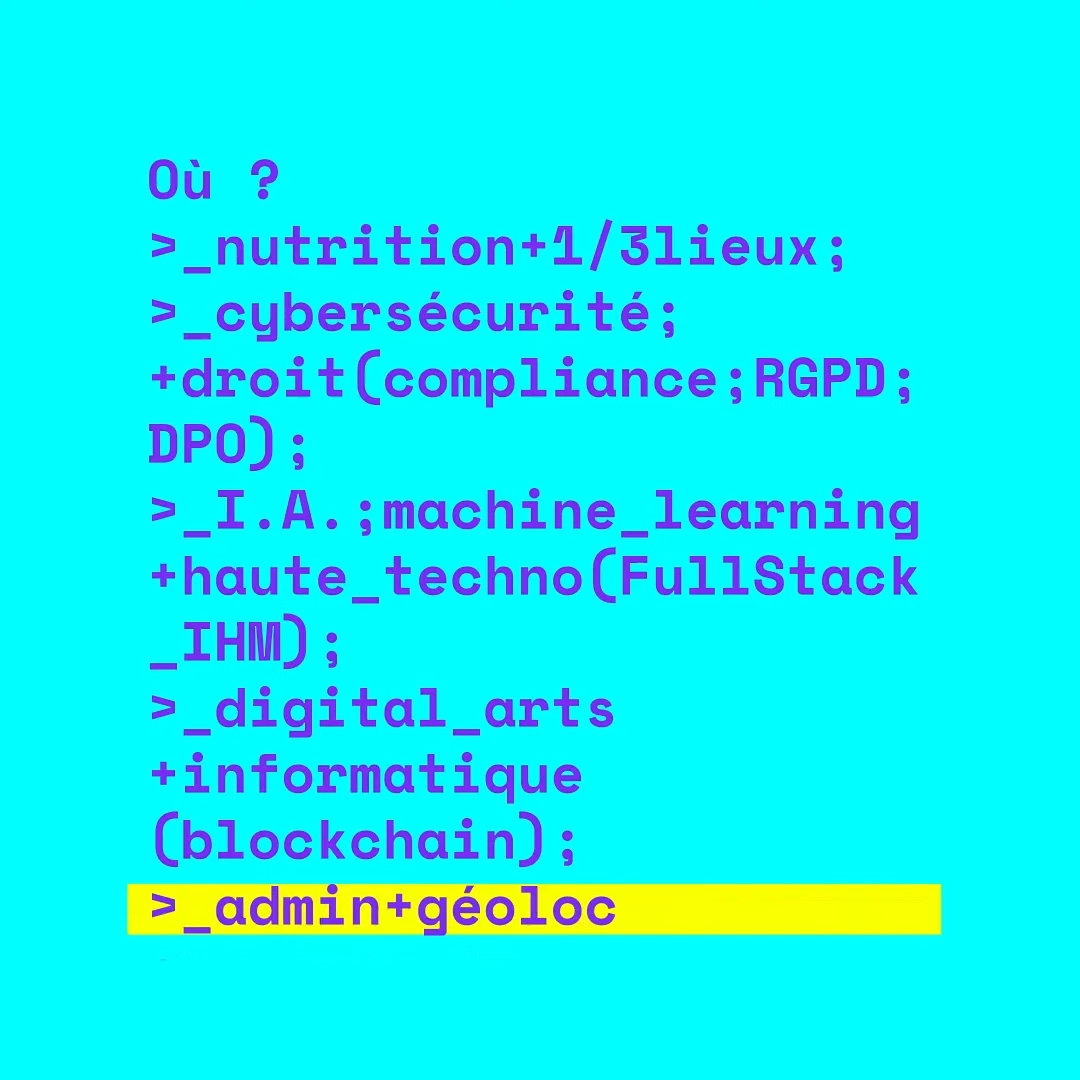 Où ?
>_nutrition+1/3lieux;
>_cybersécurité;
+droit(compliance;RGPD;
DPO);
>_I.A.;machine_learning
+haute_techno(FullStack
_IHM);
>_digital_arts
+informatique
(blockchain);
>_admin+géoloc